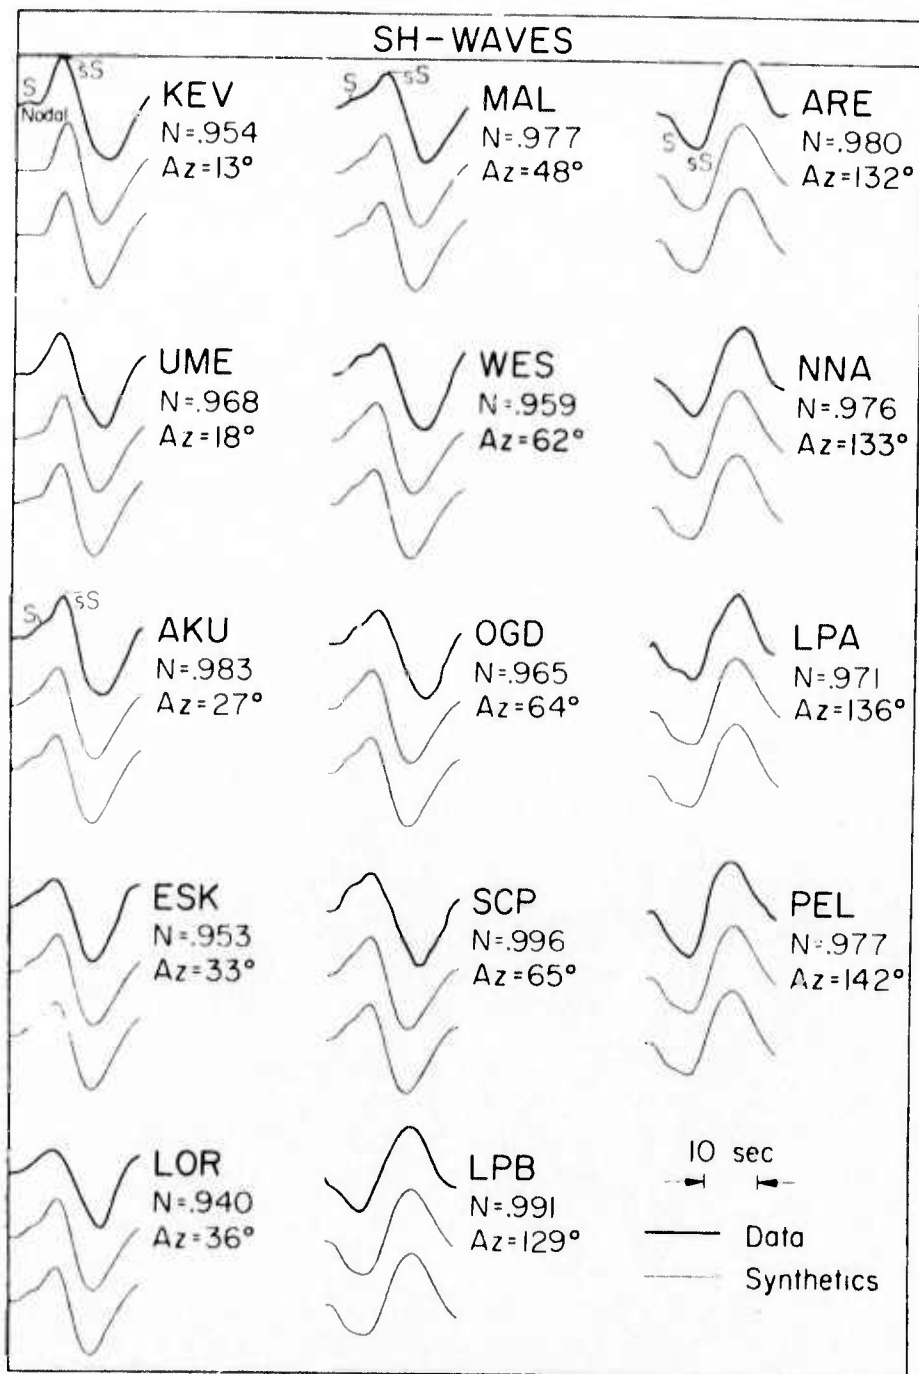 SH-WAVES
S
sS
Nodal
KEV
N=.954
Az=13°
UME
N=.968
Az=18°
S
sS
AKU
N=.983
Az=27°
ESK
N=.953
Az=33°
LOR
N=.940
Az=36°
S
sS
MAL
N=.977
Az=48°
WES
N=.959
Az=62°
OGD
N=.965
Az=64°
SCP
N=.996
Az=65°
LPB
N=.991
Az=129°
S
sS
ARE
N=.980
Az=132°
NNA
N=.976
Az=133°
LPA
N=.971
Az=136°
PEL
N=.977
Az=142°
10 sec
Data
Synthetics